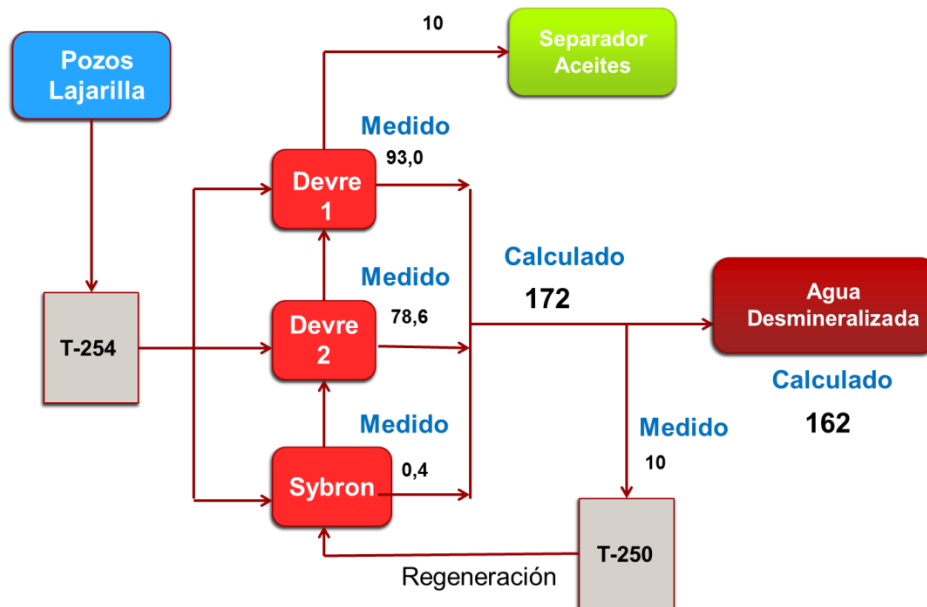 10
Separador
Aceites
Pozos
Lajarilla
Medido
93,0
Devre
1
Calculado
172
Medido
78,6
Devre
2
T-254
Agua
Desmineralizada
Calculado
162
Medido
0,4
Sybron
Medido
10
T-250
Regeneración